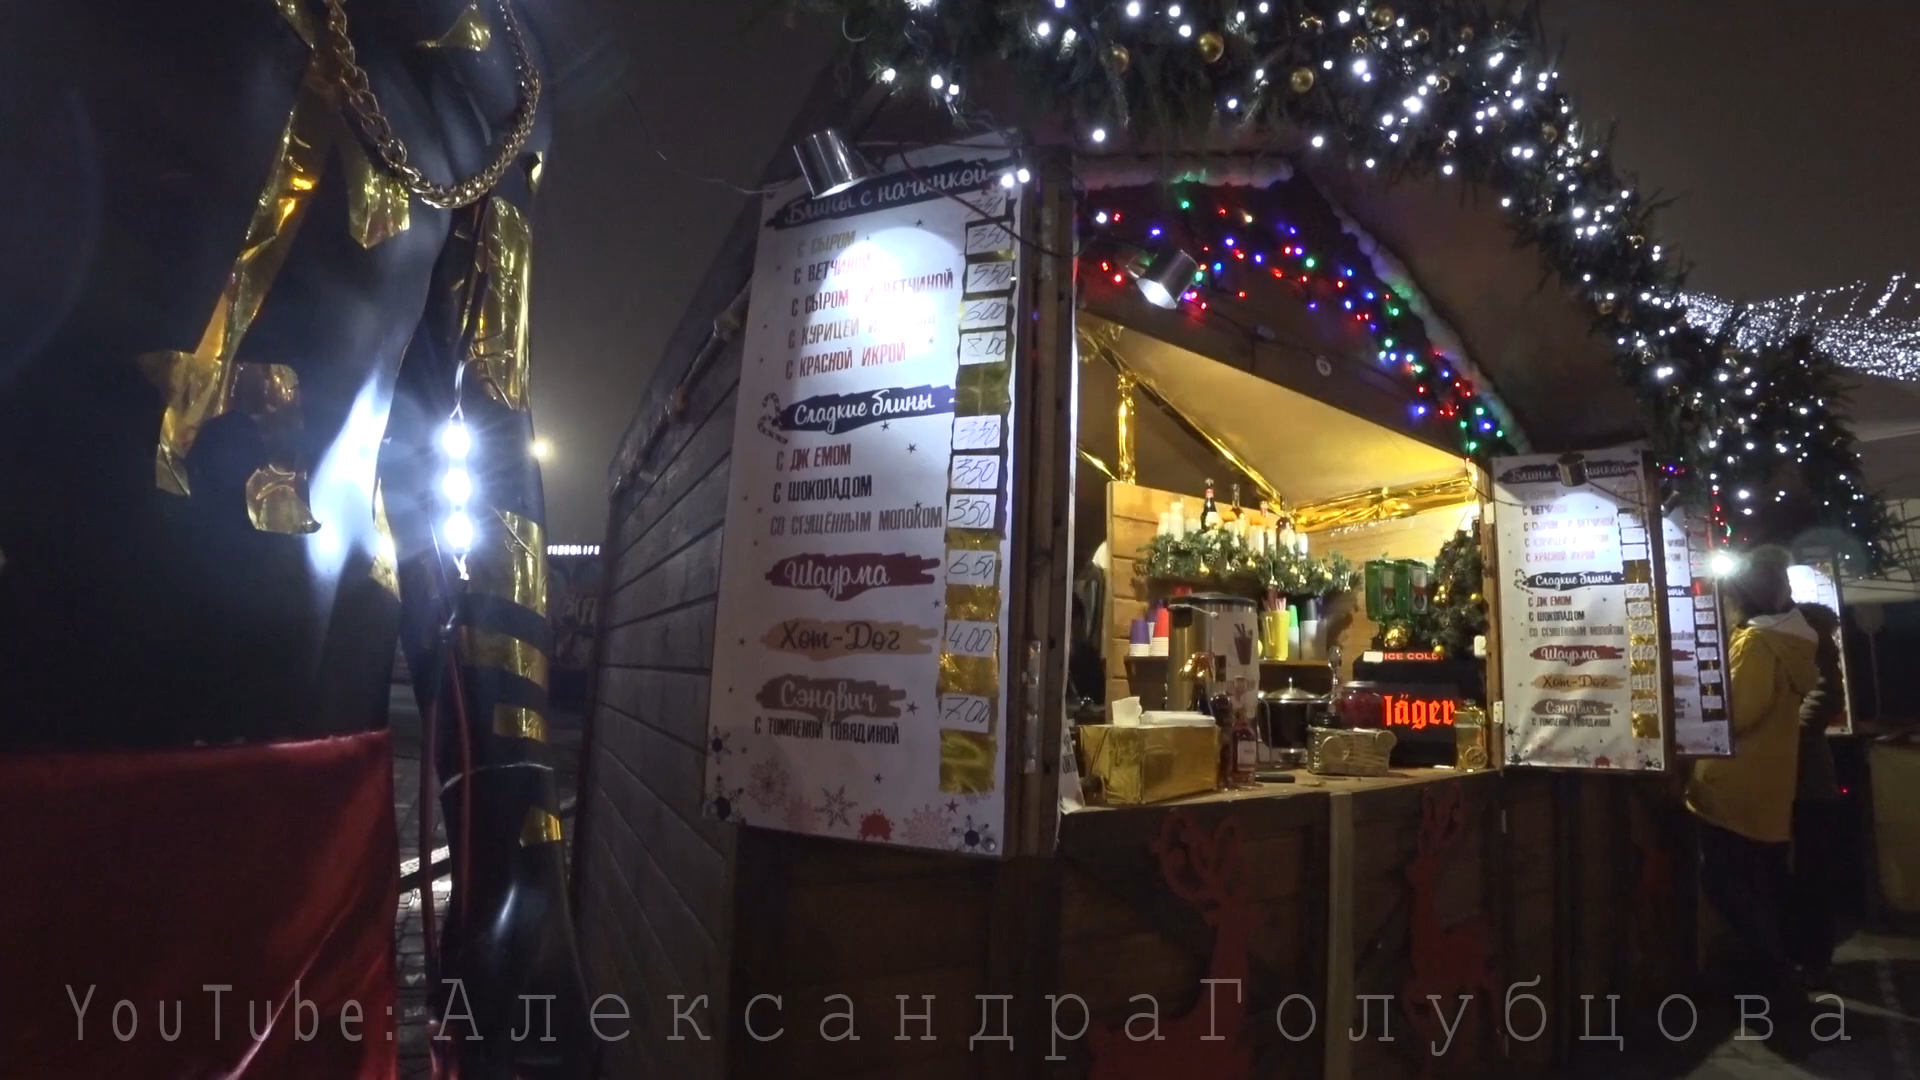 Блины с начинкой
3.50
С СЫРОМ 3.50
С ВЕТЧИНОЙ 5.50
С СЫРОМ И ВЕТЧИНОЙ 6.00
С КУРИЦЕЙ И
С КРАСНОЙ ИКРОЙ
Сладкие блины
3.50
С ДЖЕМОМ 3.50
С ШОКОЛАДОМ 3.50
СО СГУЩЁННЫМ МОЛОКОМ
Шаурма 6.50
Хот-Дог 4.00
Сэндвич 7.00
С ТОМЛЕНОЙ ГОВЯДИНОЙ
ICE COLD
Jäger
Блины с начинкой
С ВЕТЧИНОЙ
С СЫРОМ И ВЕТЧИНОЙ
С КРАСНОЙ ИКРОЙ
Сладкие блины
С ДЖЕМОМ
С ШОКОЛАДОМ
СО СГУЩЁННЫМ МОЛОКОМ
Шаурма
Хот-Дог
Сэндвич
С ТОМЛЕНОЙ ГОВЯДИНОЙ
YouTube: АлександраГолубцова